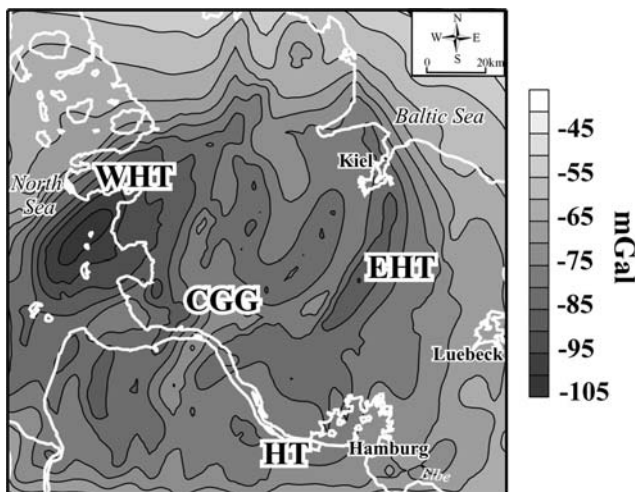 N
W E
S
0 20km
Baltic Sea
Kiel
North
Sea
WHT
EHT
CGG
Luebeck
HT
Hamburg
Elbe
-45
-55
-65
-75
-85
-95
-105
mGal